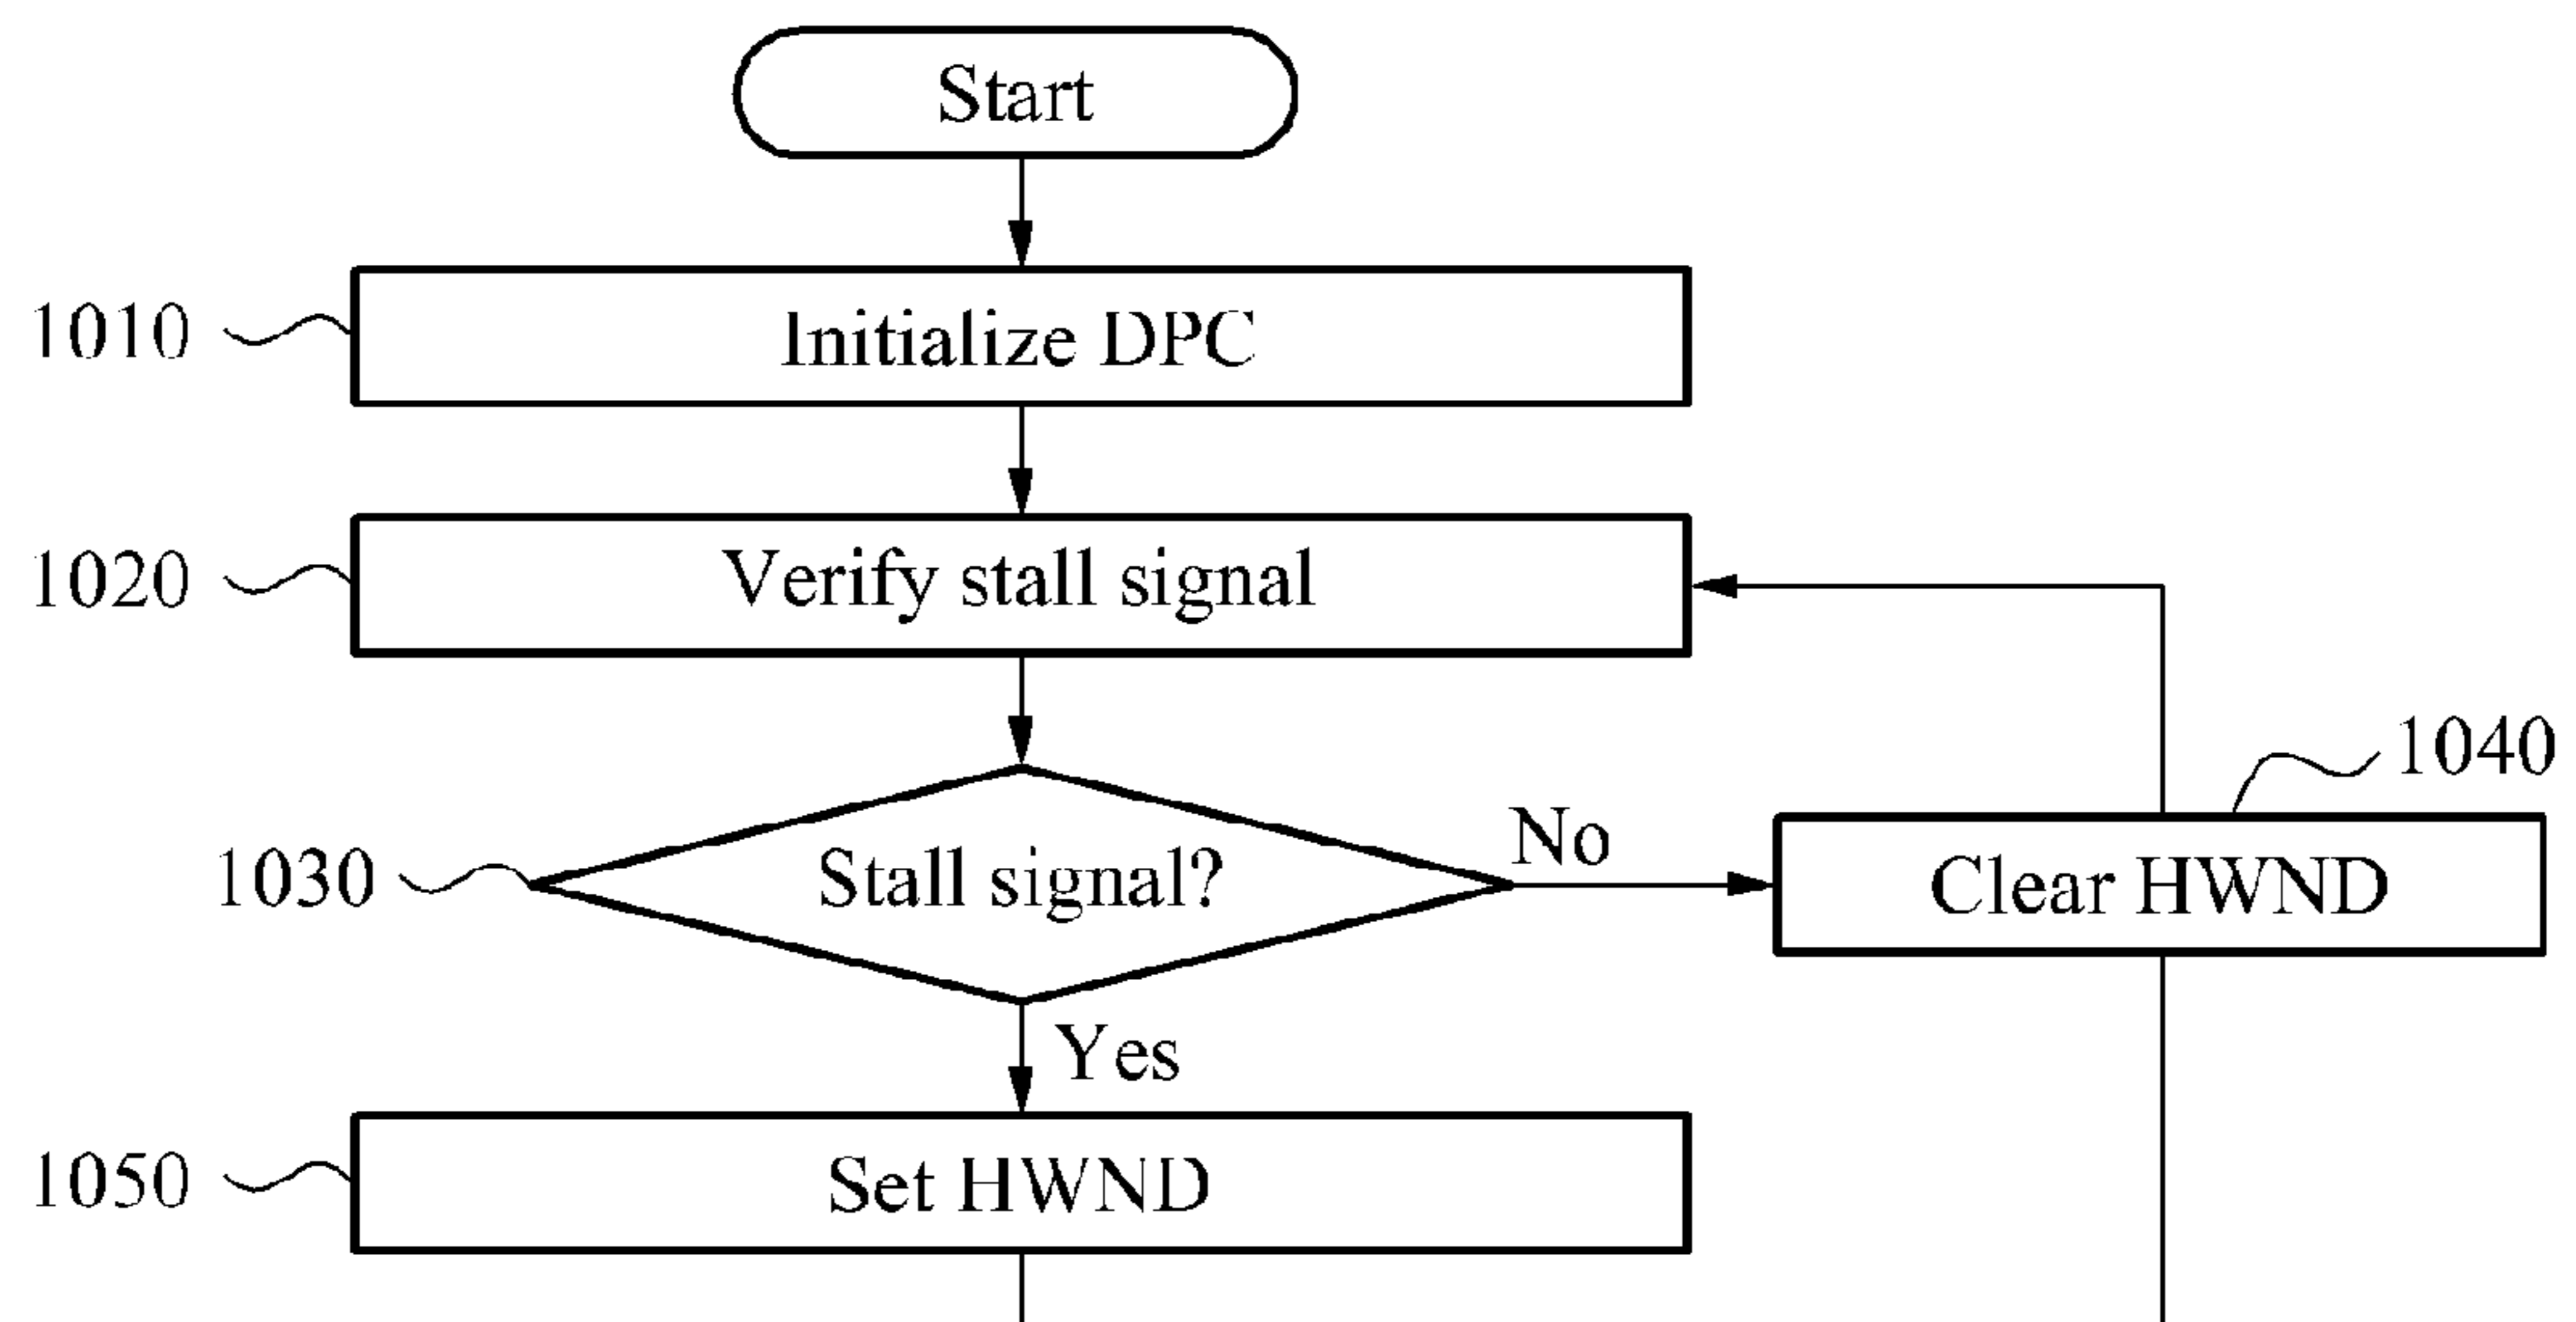 Start
1010
Initialize DPC
1020
Verify stall signal
1040
1030
Stall signal?
No
Clear HWND
Yes
1050
Set HWND